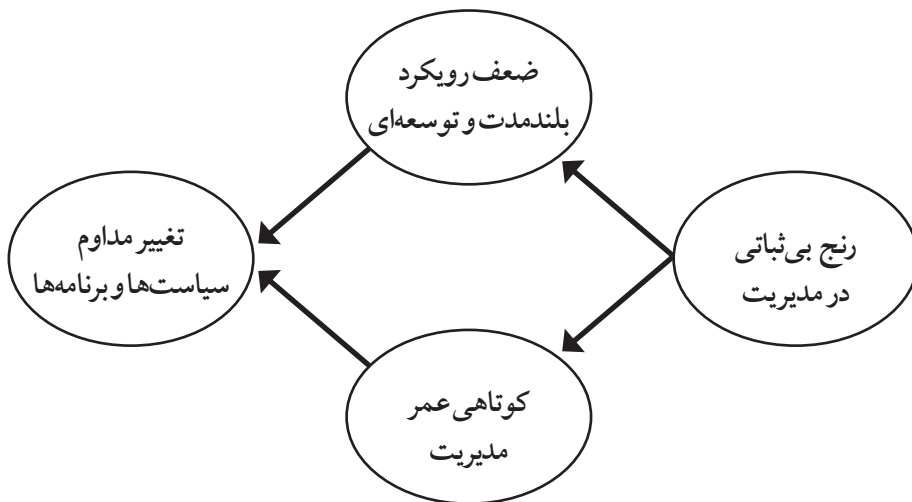 ضعف رویکرد
بلندمدت و توسعه‌ای
رنج بی‌ثباتی
در مدیریت
تغییر مداوم
سیاست‌ها و برنامه‌ها
کوتاهی عمر
مدیریت